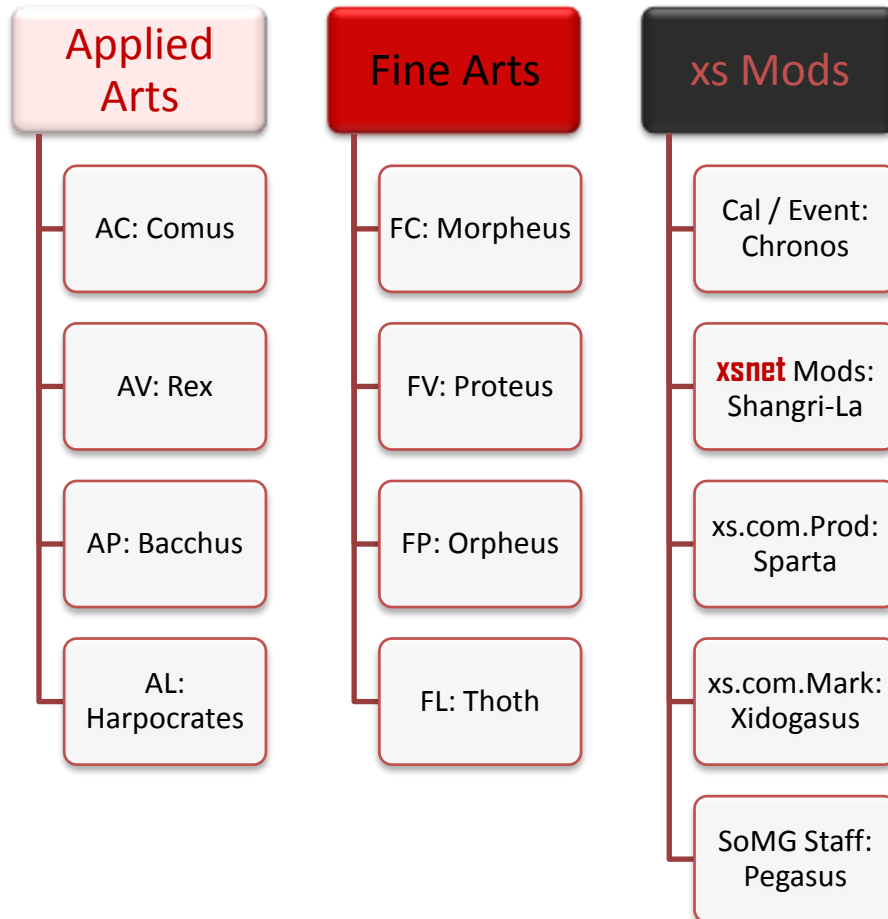 Applied
Arts
AC: Comus
AV: Rex
AP: Bacchus
AL:
Harpocrates
Fine Arts
FC: Morpheus
FV: Proteus
FP: Orpheus
FL: Thoth
xs Mods
Cal / Event:
Chronos
xsnet Mods:
Shangri-La
xs.com.Prod:
Sparta
xs.com.Mark:
Xidogasus
SoMG Staff:
Pegasus